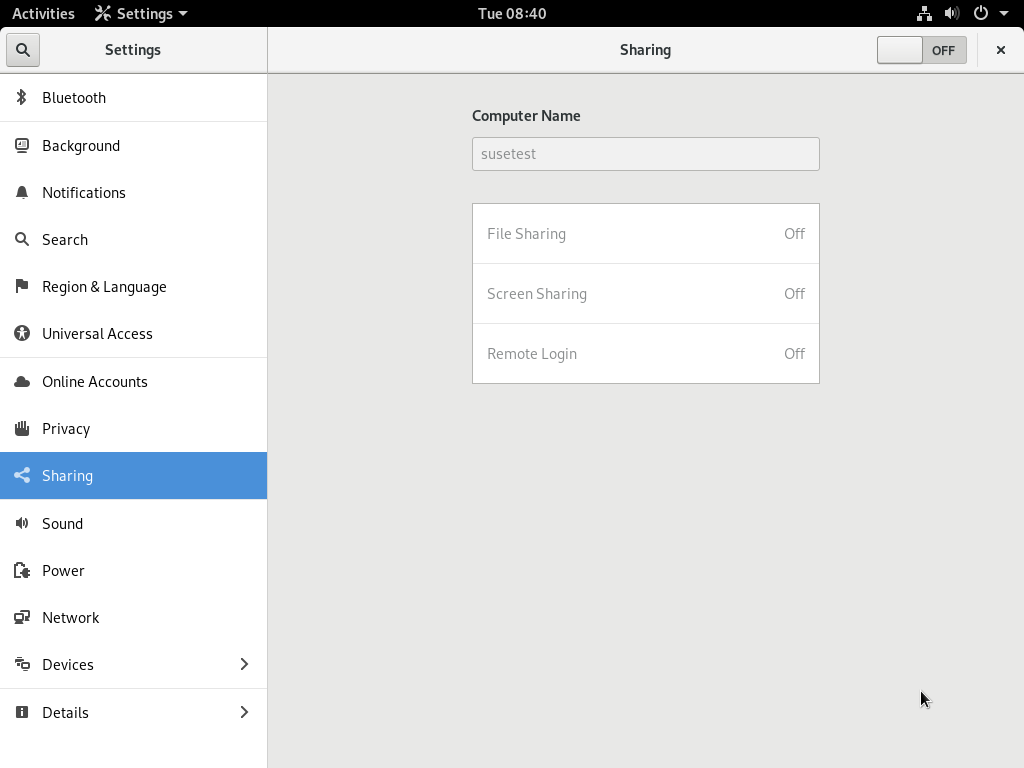 Activities Settings Tue 08:40
Settings Sharing OFF
Bluetooth
Background
Notifications
Search
Region & Language
Universal Access
Online Accounts
Privacy
Sharing
Sound
Power
Network
Devices
Details
Computer Name
susetest
File Sharing Off
Screen Sharing Off
Remote Login Off